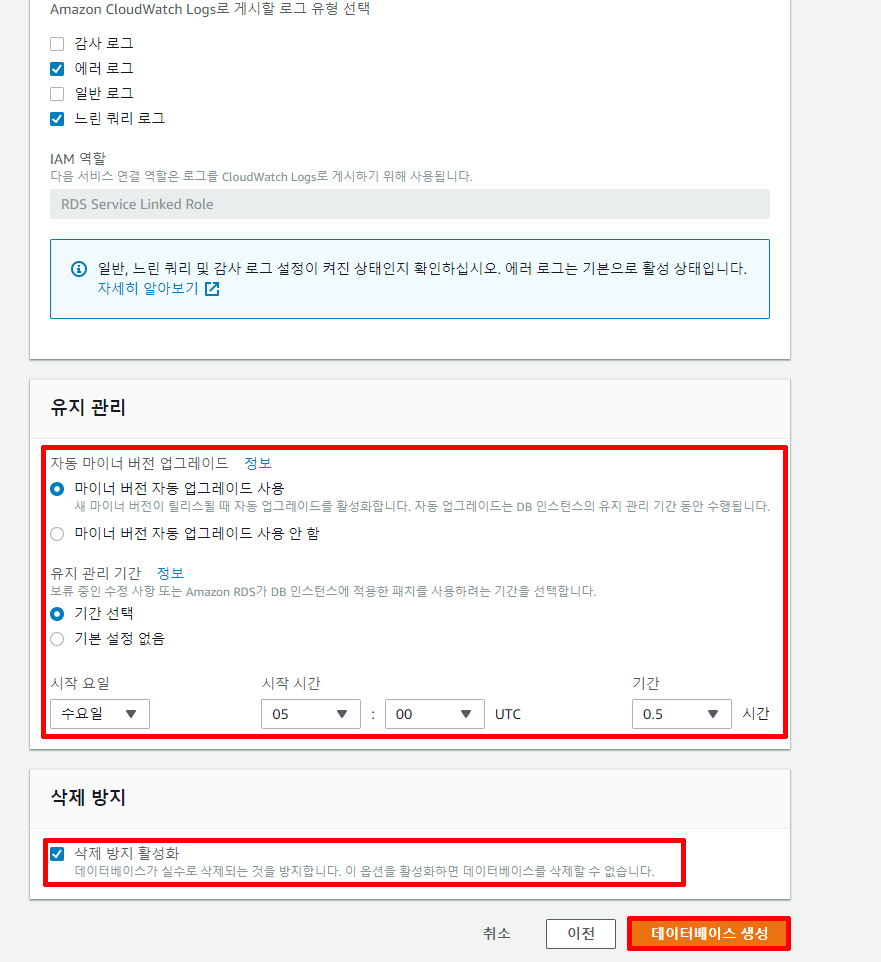 Amazon CloudWatch Logs로 게시할 로그 유형 선택
감사 로그
에러 로그
일반 로그
느린 쿼리 로그
IAM 역할
다음 서비스 연결 역할은 로그를 CloudWatch Logs로 게시하기 위해 사용됩니다.
RDS Service Linked Role
일반, 느린 쿼리 및 감사 로그 설정이 켜진 상태인지 확인하십시오. 에러 로그는 기본으로 활성 상태입니다.
자세히 알아보기
유지 관리
자동 마이너 버전 업그레이드 정보
마이너 버전 자동 업그레이드 사용
새 마이너 버전이 릴리스될 때 자동 업그레이드를 활성화합니다. 자동 업그레이드는 DB 인스턴스의 유지 관리 기간 동안 수행됩니다.
마이너 버전 자동 업그레이드 사용 안 함
유지 관리 기간 정보
보류 중인 수정 사항 또는 Amazon RDS가 DB 인스턴스에 적용한 패치를 사용하려는 기간을 선택합니다.
기간 선택
기본 설정 없음
시작 요일 시작 시간 기간
수요일 05 : 00 UTC 0.5 시간
삭제 방지
삭제 방지 활성화
데이터베이스가 실수로 삭제되는 것을 방지합니다. 이 옵션을 활성화하면 데이터베이스를 삭제할 수 없습니다.
취소 이전 데이터베이스 생성